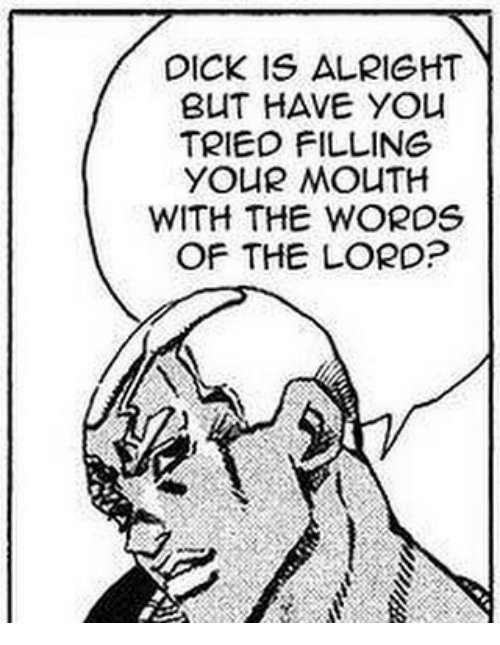 DICK IS ALRIGHT
BUT HAVE YOU
TRIED FILLING
YOUR MOUTH
WITH THE WORDS
OF THE LORD?